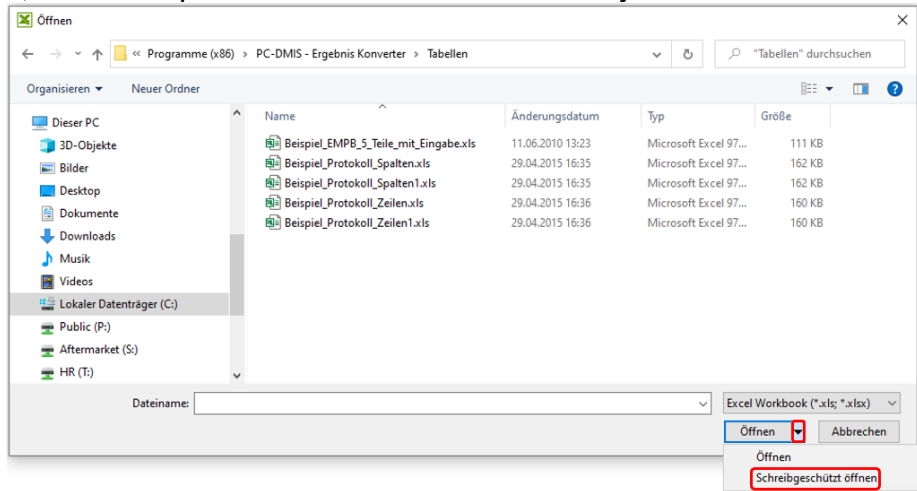 Öffnen
« Programme (x86) > PC-DMIS - Ergebnis Konverter > Tabellen
"Tabellen" durchsuchen
Organisieren
Neuer Ordner
Name Änderungsdatum Typ Größe
Dieser PC
3D-Objekte
Bilder
Desktop
Dokumente
Downloads
Musik
Videos
Lokaler Datenträger (C:)
Public (P:)
Aftermarket (S:)
HR (T:)
Beispiel_EMPB_5_Teile_mit_Eingabe.xls 11.06.2010 13:23 Microsoft Excel 97... 111 KB
Beispiel_Protokoll_Spalten.xls 29.04.2015 16:35 Microsoft Excel 97... 162 KB
Beispiel_Protokoll_Spalten1.xls 29.04.2015 16:35 Microsoft Excel 97... 162 KB
Beispiel_Protokoll_Zeilen.xls 29.04.2015 16:36 Microsoft Excel 97... 160 KB
Beispiel_Protokoll_Zeilen1.xls 29.04.2015 16:36 Microsoft Excel 97... 160 KB
Dateiname:
Excel Workbook (*.xls; *.xlsx)
Öffnen
Abbrechen
Öffnen
Schreibgeschützt öffnen